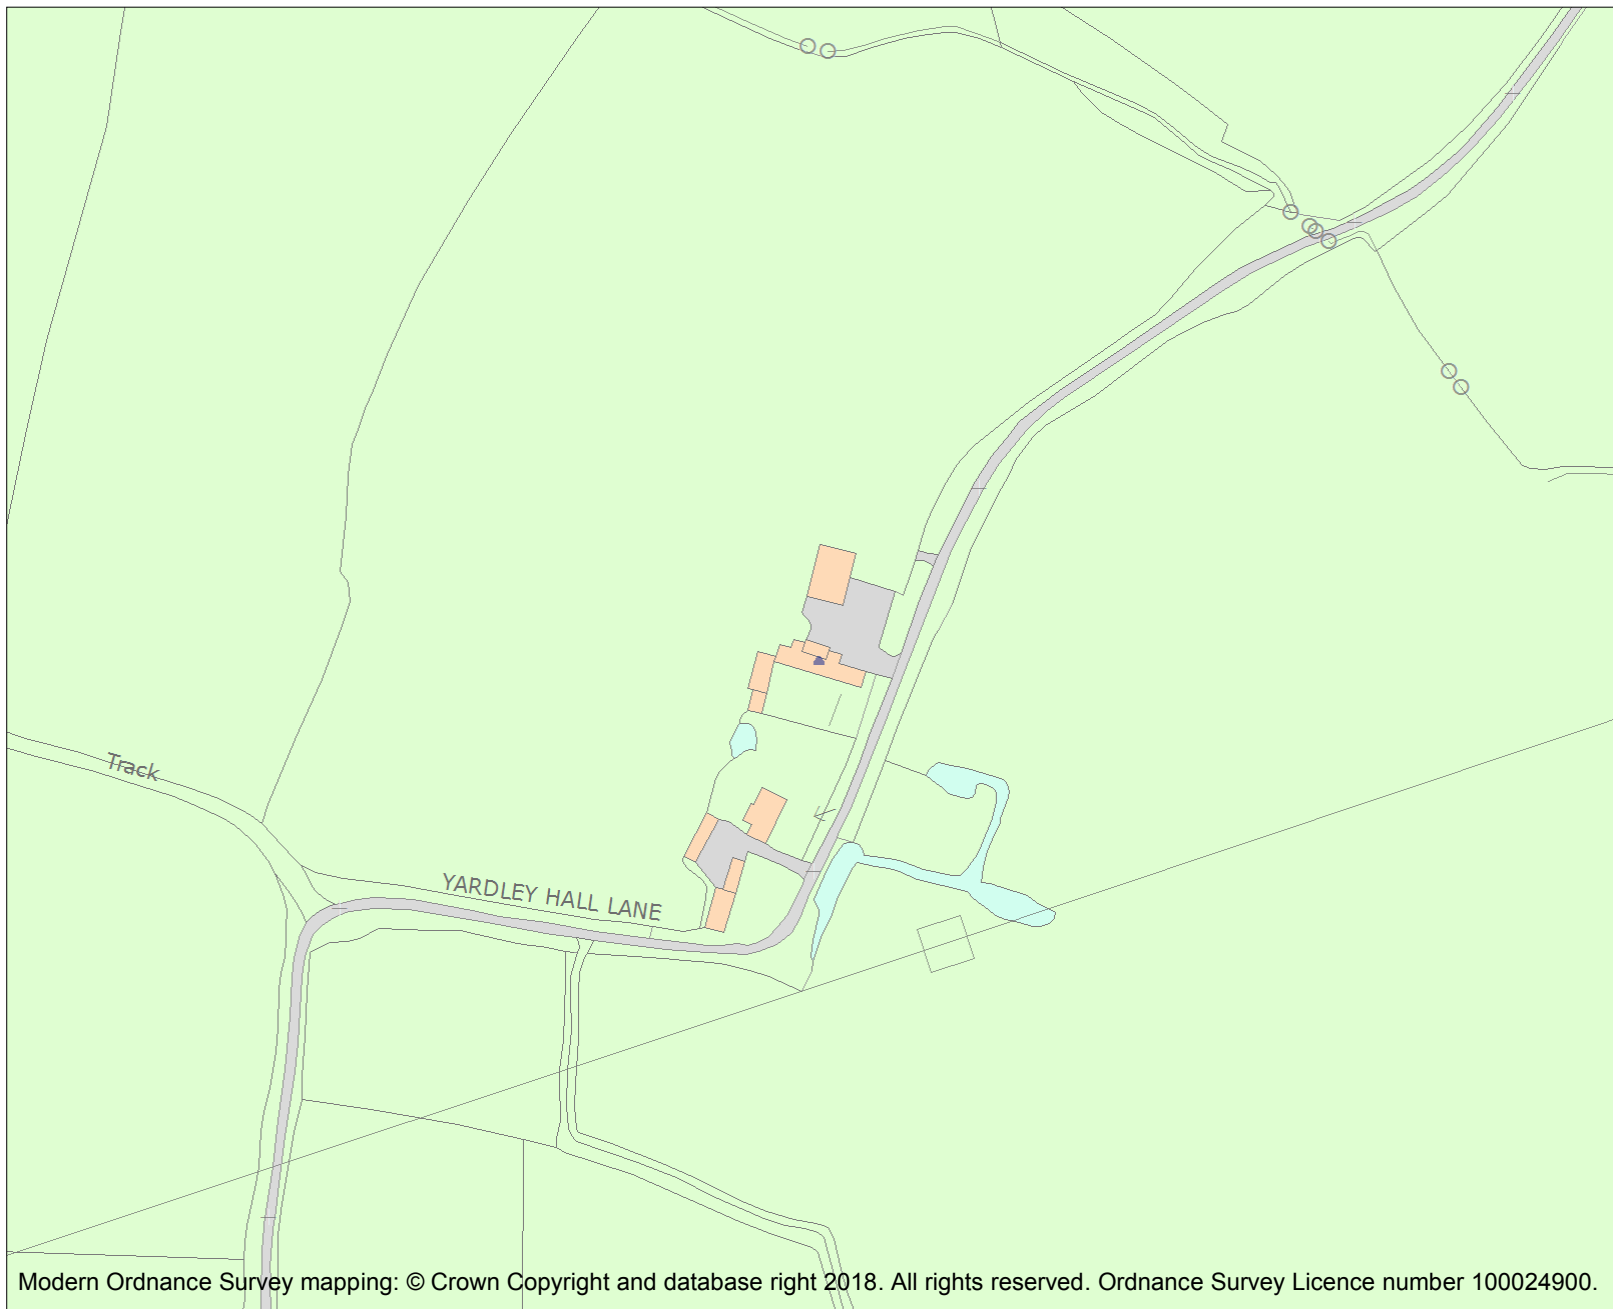 Track
YARDLEY HALL LANE
Modern Ordnance Survey mapping: © Crown Copyright and database right 2018. All rights reserved. Ordnance Survey Licence number 100024900.